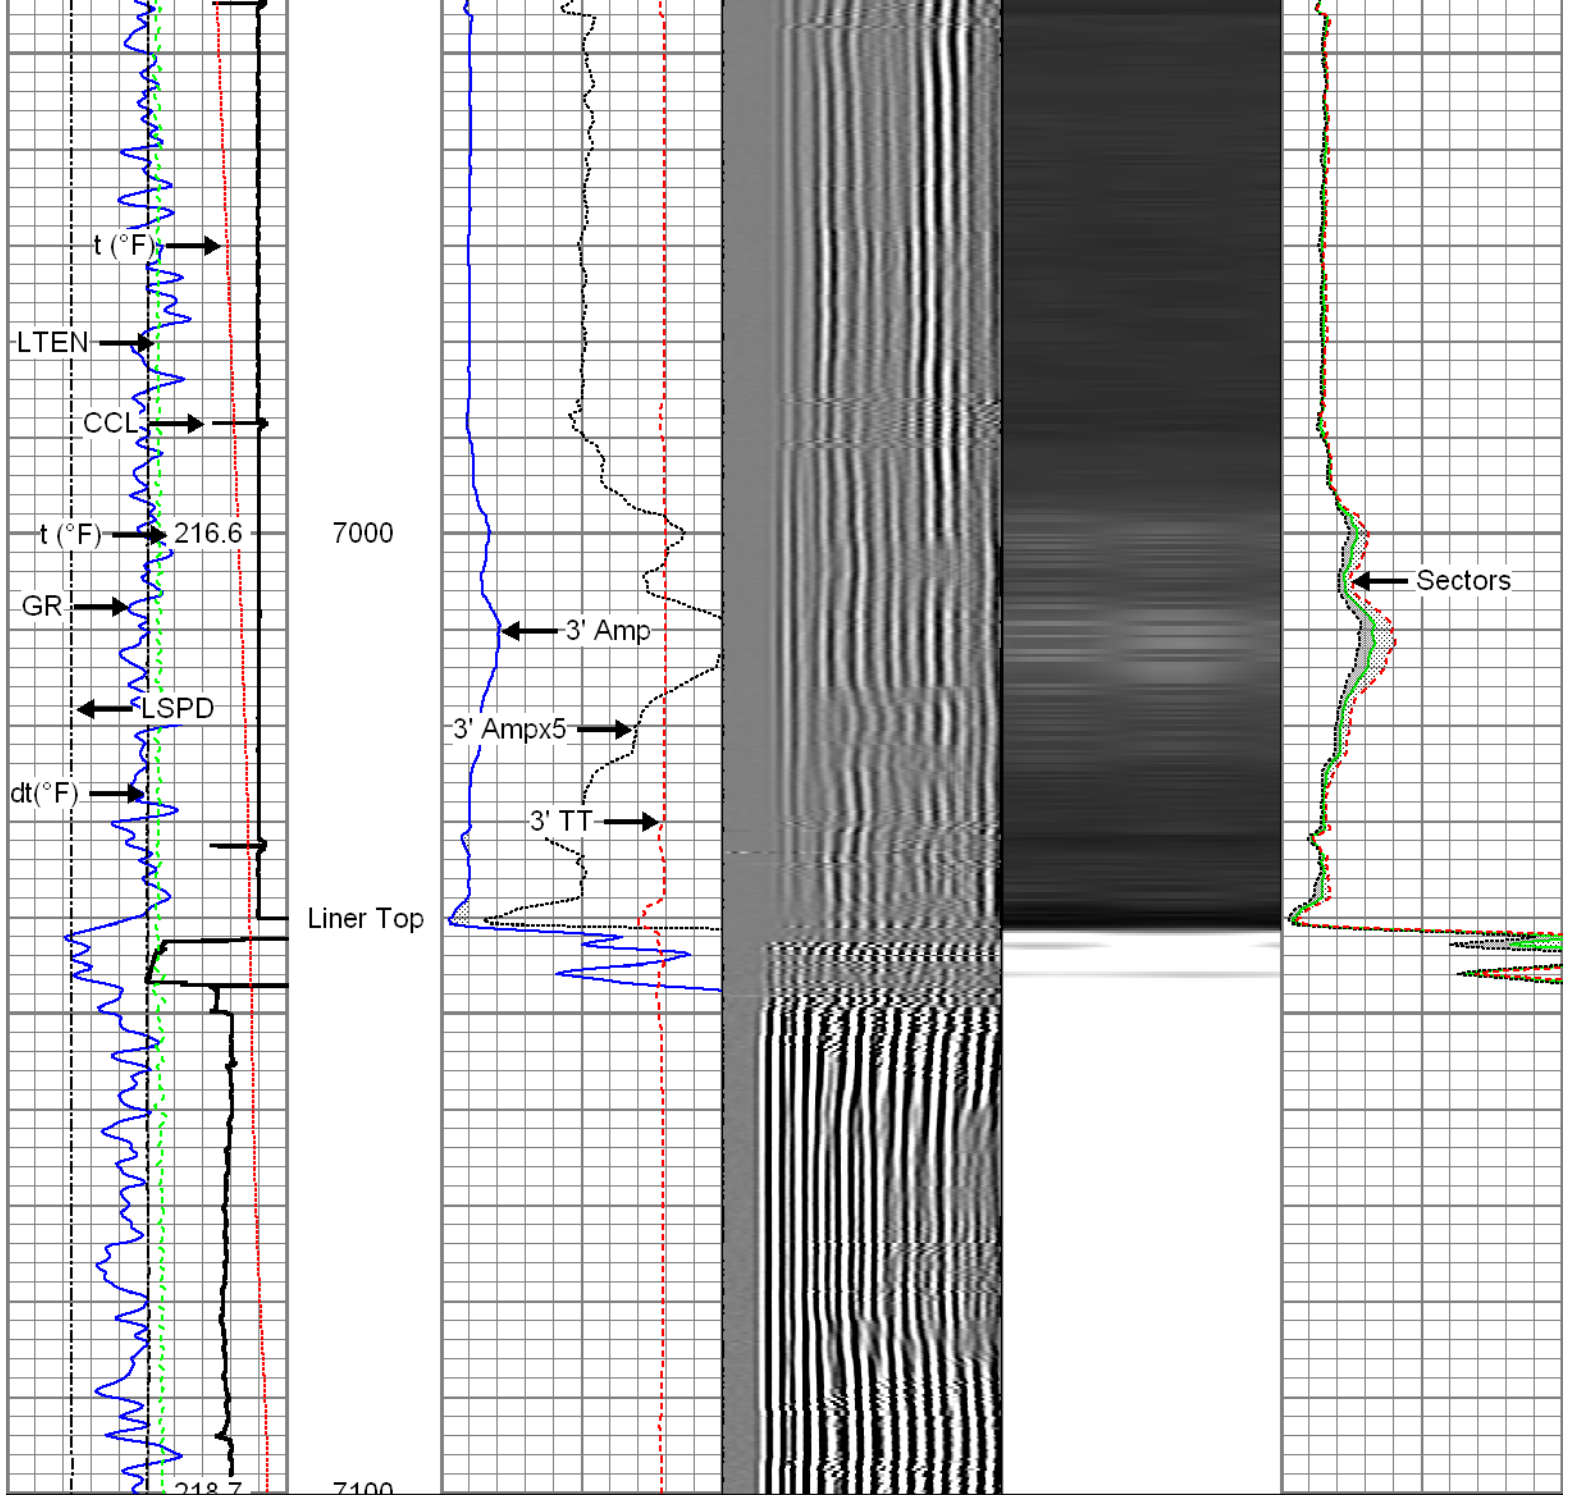 t (°F)
LTEN
CCL
t (°F)
216.6
7000
GR
Sectors
3' Amp
LSPD
3' Ampx5
dt(°F)
3' TT
Liner Top
218.7
7100